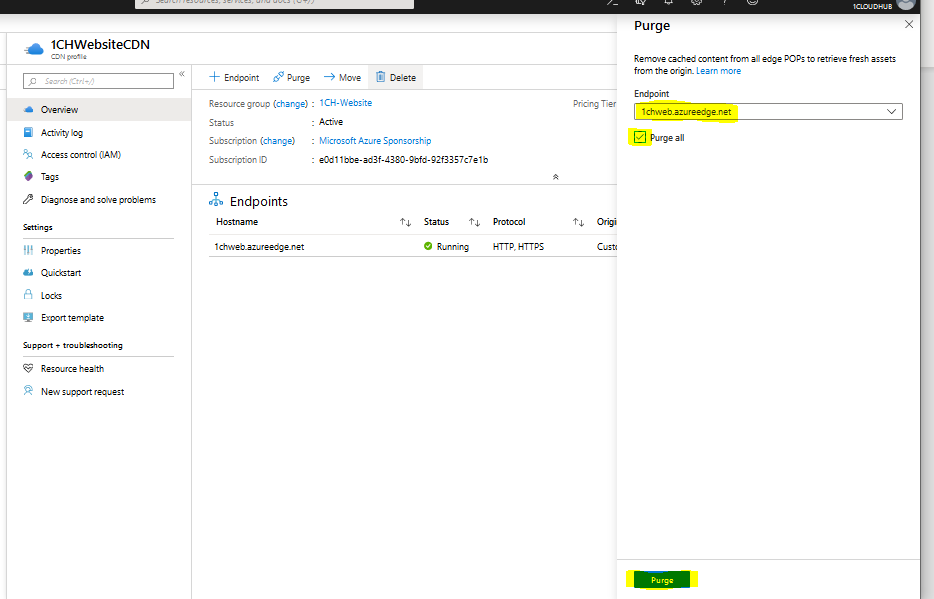 Search resources, services, and docs (G+/)
1CLOUDHUB
1CHWebsiteCDN
CDN profile
Search (Ctrl+/)
«
Overview
Activity log
Access control (IAM)
Tags
Diagnose and solve problems
Settings
Properties
Quickstart
Locks
Export template
Support + troubleshooting
Resource health
New support request
Endpoint Purge Move Delete
Resource group (change) : 1CH-Website
Pricing Tier
Status : Active
Subscription (change) : Microsoft Azure Sponsorship
Subscription ID : e0d11bbe-ad3f-4380-9bfd-92f3357c7e1b
Endpoints
Hostname Status Protocol Origi
1chweb.azureedge.net Running HTTP, HTTPS Custo
Purge
Remove cached content from all edge POPs to retrieve fresh assets
from the origin. Learn more
Endpoint
1chweb.azureedge.net
Purge all
Purge